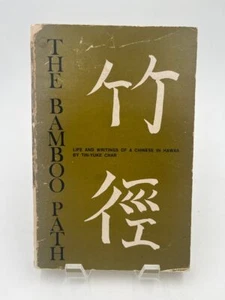 THE BAMBOO PATH
竹
徑
LIFE AND WRITINGS OF A CHINESE IN HAWAII
BY TIN-YUKE CHAR